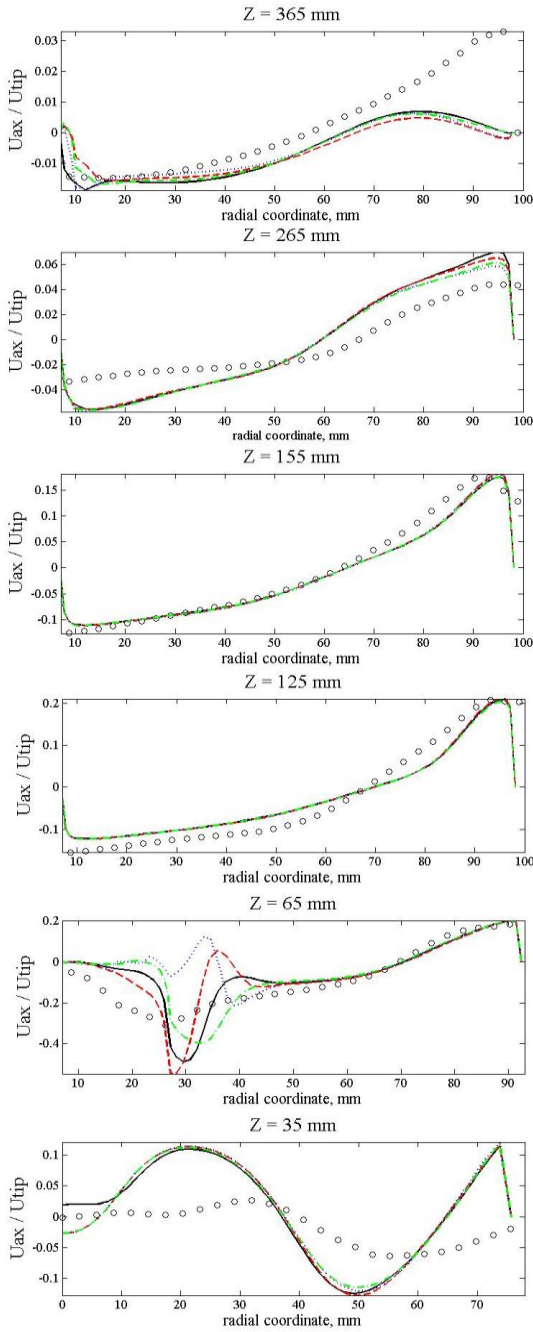 Z = 365 mm
0.03
0.01
0
-0.01
Uax / Utip
10 20 30 40 50 60 70 80 90 100
radial coordinate, mm
Z = 265 mm
0.06
0.04
0.02
0
-0.02
-0.04
Uax / Utip
10 20 30 40 50 60 70 80 90 100
radial coordinate, mm
Z = 155 mm
0.15
0.1
0.05
0
-0.05
-0.1
Uax / Utip
10 20 30 40 50 60 70 80 90 100
radial coordinate, mm
Z = 125 mm
0.2
0.1
0
-0.1
Uax / Utip
10 20 30 40 50 60 70 80 90 100
radial coordinate, mm
Z = 65 mm
0.2
0
-0.2
-0.4
Uax / Utip
10 20 30 40 50 60 70 80 90
radial coordinate, mm
Z = 35 mm
0.1
0.05
0
-0.05
-0.1
Uax / Utip
0 10 20 30 40 50 60 70
radial coordinate, mm